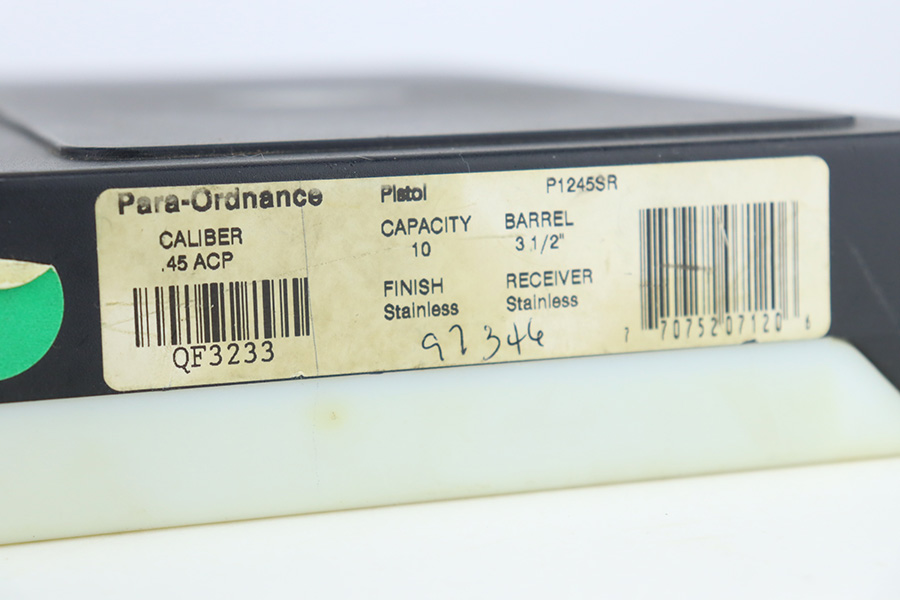 Para-Ordnance Pistol P1245SR
CALIBER
.45 ACP
CAPACITY
10
BARREL
3 1/2"
FINISH
Stainless
RECEIVER
Stainless
QF3233
97346
7 70752 07120 6